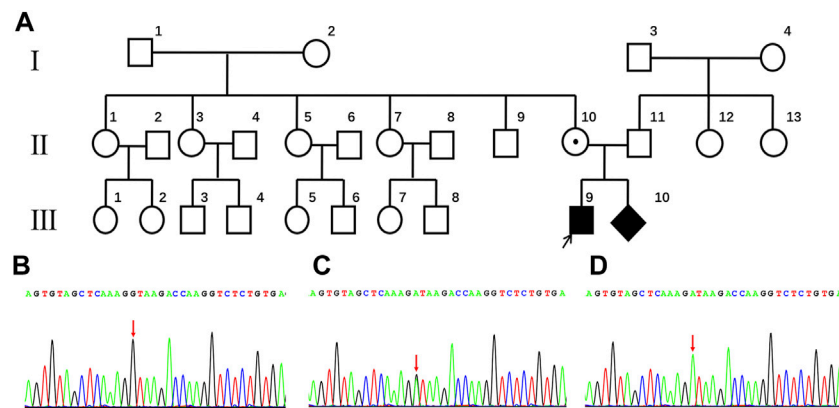 A
1 2 3 4
I
1 2 3 4 5 6 7 8 9 10 11 12 13
II
1 2 3 4 5 6 7 8 9 10
III
B C D
AGTGTAGCTCAAAGGTAAGACCAAGGTCTCTGTGA AGTGTAGCTCAAAGATAAGACCAAGGTCTCTGTGA AGTGTAGCTCAAAGATAAGACCAAGGTCTCTGTGA